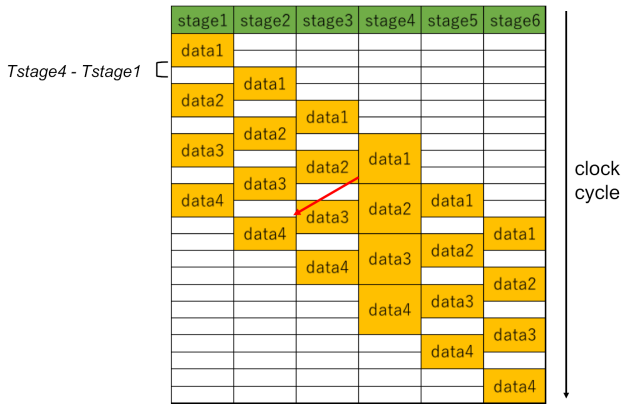 stage1 stage2 stage3 stage4 stage5 stage6
data1
Tstage4 - Tstage1
data1
data2
data1
data2
data3
data2
data1
data3
data4
data1
data2
data3
data4
data1
data2
data3
data4
data2
data3
data4
data3
data4
data4
clock
cycle